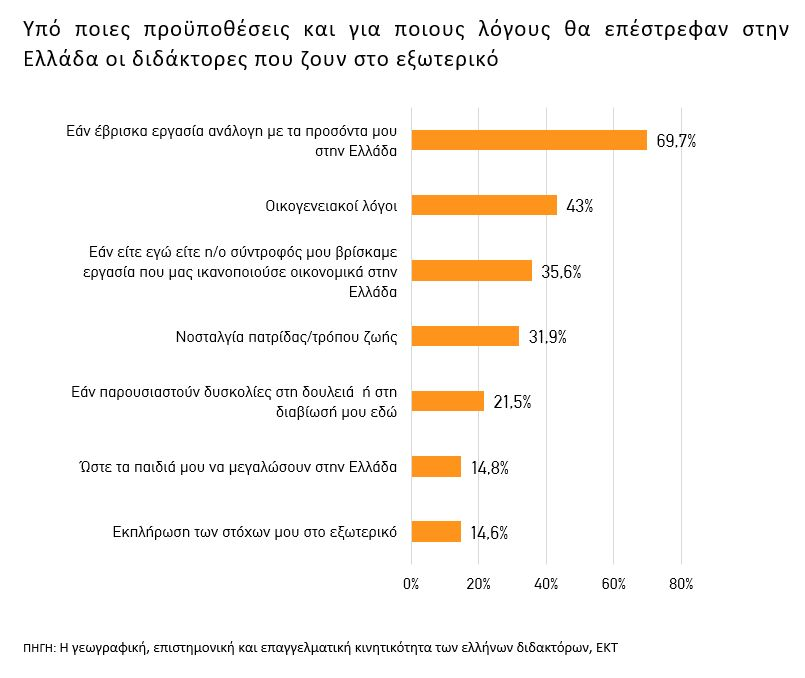 Υπό ποιες προϋποθέσεις και για ποιους λόγους θα επέστρεφαν στην
Ελλάδα οι διδάκτορες που ζουν στο εξωτερικό
Εάν έβρισκα εργασία ανάλογη με τα προσόντα μου
στην Ελλάδα
69,7%
Οικογενειακοί λόγοι
43%
Εάν είτε εγώ είτε η/ο σύντροφός μου βρίσκαμε
εργασία που μας ικανοποιούσε οικονομικά στην
Ελλάδα
35,6%
Νοσταλγία πατρίδας/τρόπου ζωής
31,9%
Εάν παρουσιαστούν δυσκολίες στη δουλειά ή στη
διαβίωσή μου εδώ
21,5%
Ώστε τα παιδιά μου να μεγαλώσουν στην Ελλάδα
14,8%
Εκπλήρωση των στόχων μου στο εξωτερικό
14,6%
0% 20% 40% 60% 80%
ΠΗΓΗ: Η γεωγραφική, επιστημονική και επαγγελματική κινητικότητα των ελλήνων διδακτόρων, ΕΚΤ